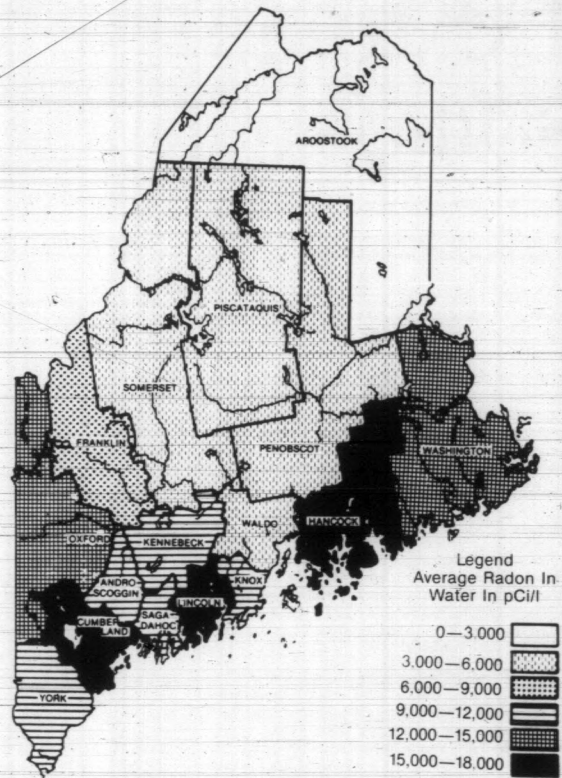 AROOSTOOK
PISCATAQUIS
SOMERSET
FRANKLIN
PENOBSCOT
WASHINGTON
WALDO
HANCOCK
OXFORD
KENNEBECK
ANDRO
SCOGGIN
KNOX
LINCOLN
SAGA
DAHOC
CUMBER
LAND
YORK
Legend
Average Radon In
Water In pCi/l
0—3.000
3.000—6.000
6,000—9,000
9,000—12,000
12,000—15,000
15,000—18.000